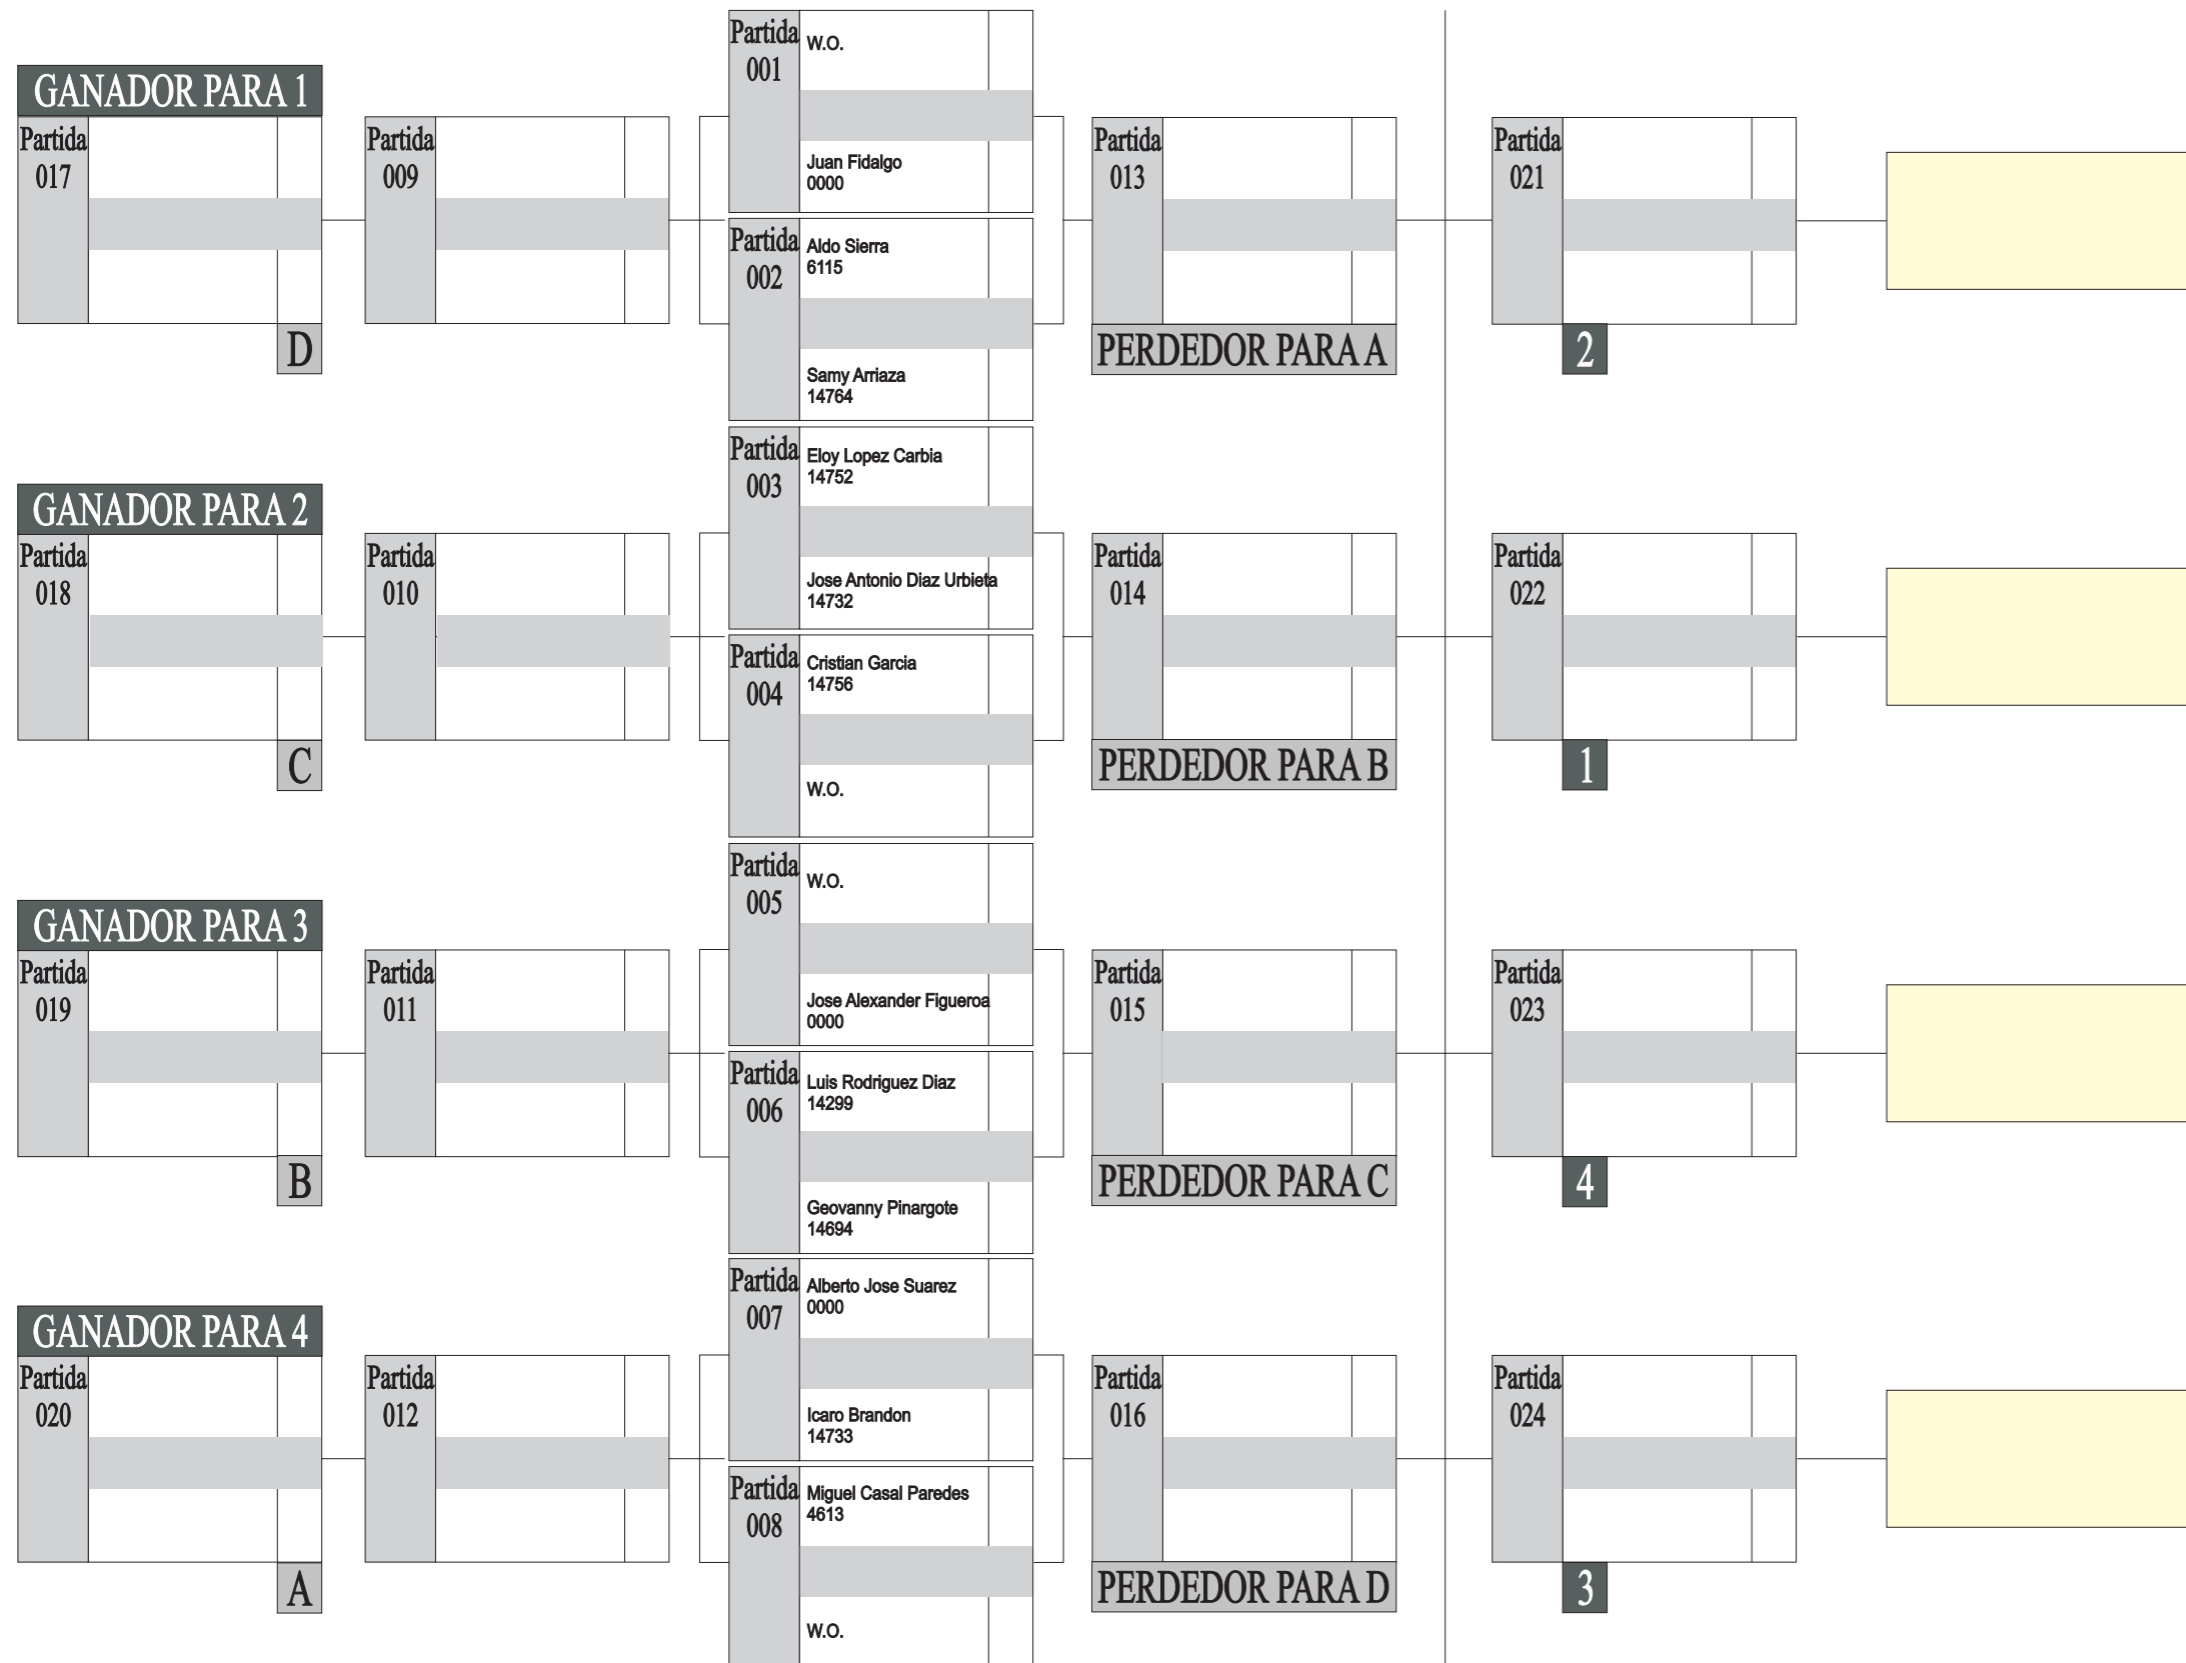 GANADOR PARA 1
Partida
017
D
Partida
009
Partida
001
W.O.
Juan Fidalgo
0000
Partida
002
Aldo Sierra
6115
Samy Arriaza
14764
Partida
013
PERDEDOR PARA A
Partida
021
2
GANADOR PARA 2
Partida
018
C
Partida
010
Partida
003
Eloy Lopez Carbia
14752
Jose Antonio Diaz Urbieta
14732
Partida
004
Cristian Garcia
14756
W.O.
Partida
014
PERDEDOR PARA B
Partida
022
1
GANADOR PARA 3
Partida
019
B
Partida
011
Partida
005
W.O.
Jose Alexander Figueroa
0000
Partida
006
Luis Rodriguez Diaz
14299
Geovanny Pinargote
14694
Partida
015
PERDEDOR PARA C
Partida
023
4
GANADOR PARA 4
Partida
020
A
Partida
012
Partida
007
Alberto Jose Suarez
0000
Icaro Brandon
14733
Partida
008
Miguel Casal Paredes
4613
W.O.
Partida
016
PERDEDOR PARA D
Partida
024
3